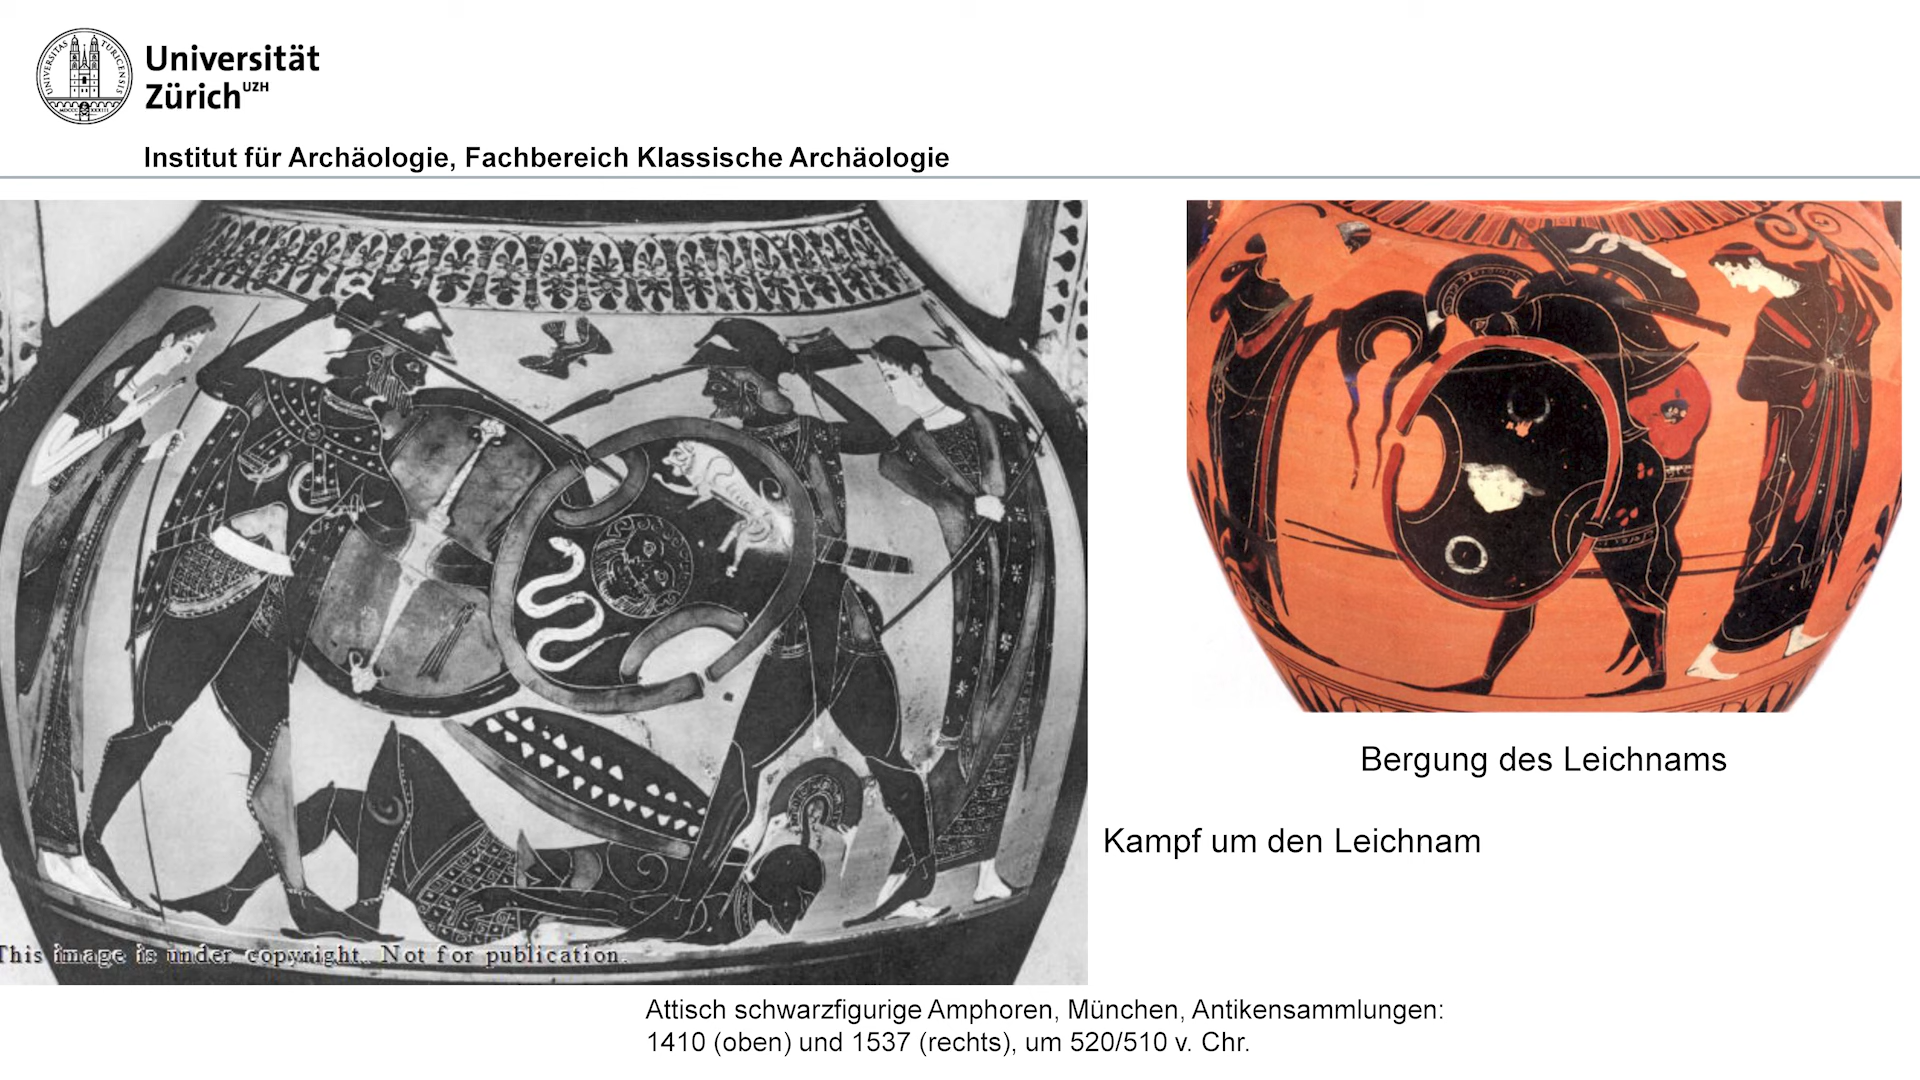 Universität
Zürich UZH
Institut für Archäologie, Fachbereich Klassische Archäologie
Bergung des Leichnams
Kampf um den Leichnam
This image is under copyright. Not for publication.
Attisch schwarzfigurige Amphoren, München, Antikensammlungen:
1410 (oben) und 1537 (rechts), um 520/510 v. Chr.